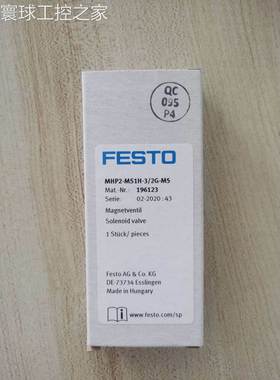 寰球工控之家
QC
095
P4
FESTO
MHP2-MS1H-3/2G-M5
Mat.-Nr.: 196123
Serie: 02-2020 : 43
Magnetventil
Solenoid valve
1 Stück/ pieces
Festo AG & Co. KG
DE-73734 Esslingen
Made in Hungary
www.festo.com/sp